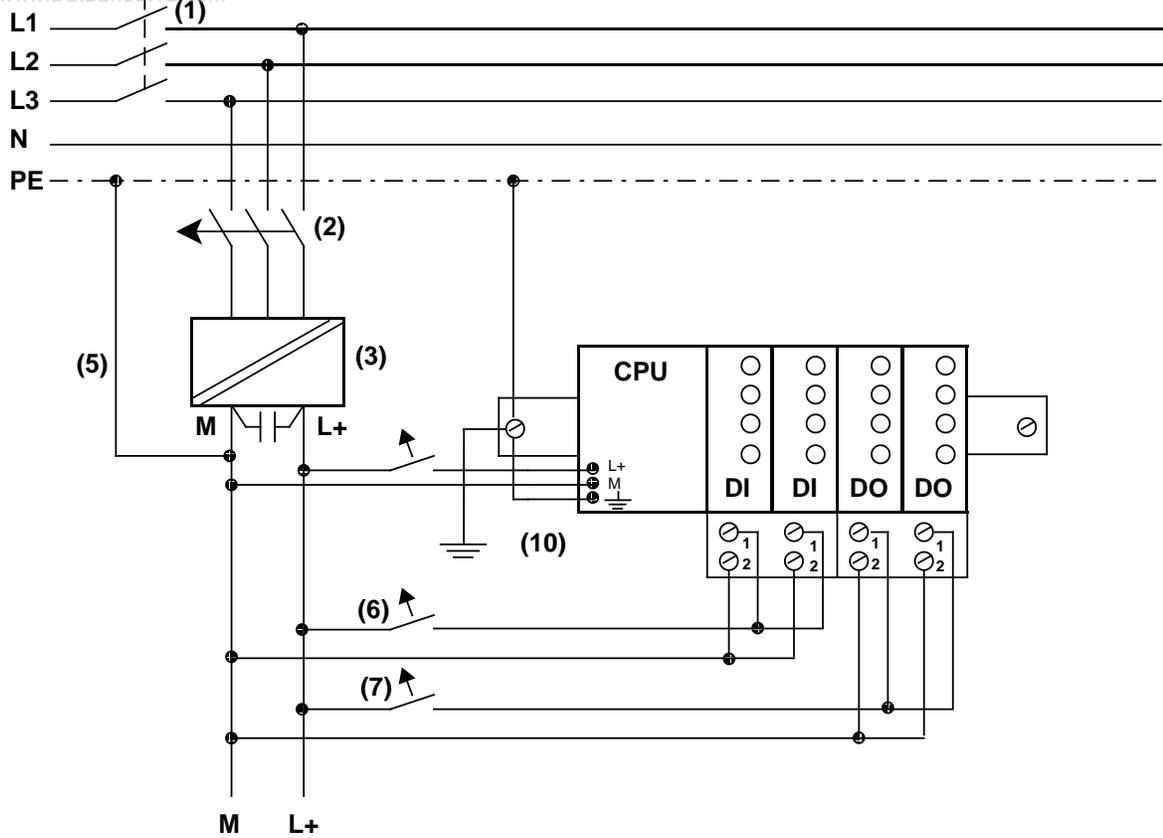 L1 (1)
L2
L3
N
PE
(2)
(5) (3) CPU
M L+
L+
M
DI DI DO DO
(10) 1 1 1 1
2 2 2 2
(6)
(7)
M L+